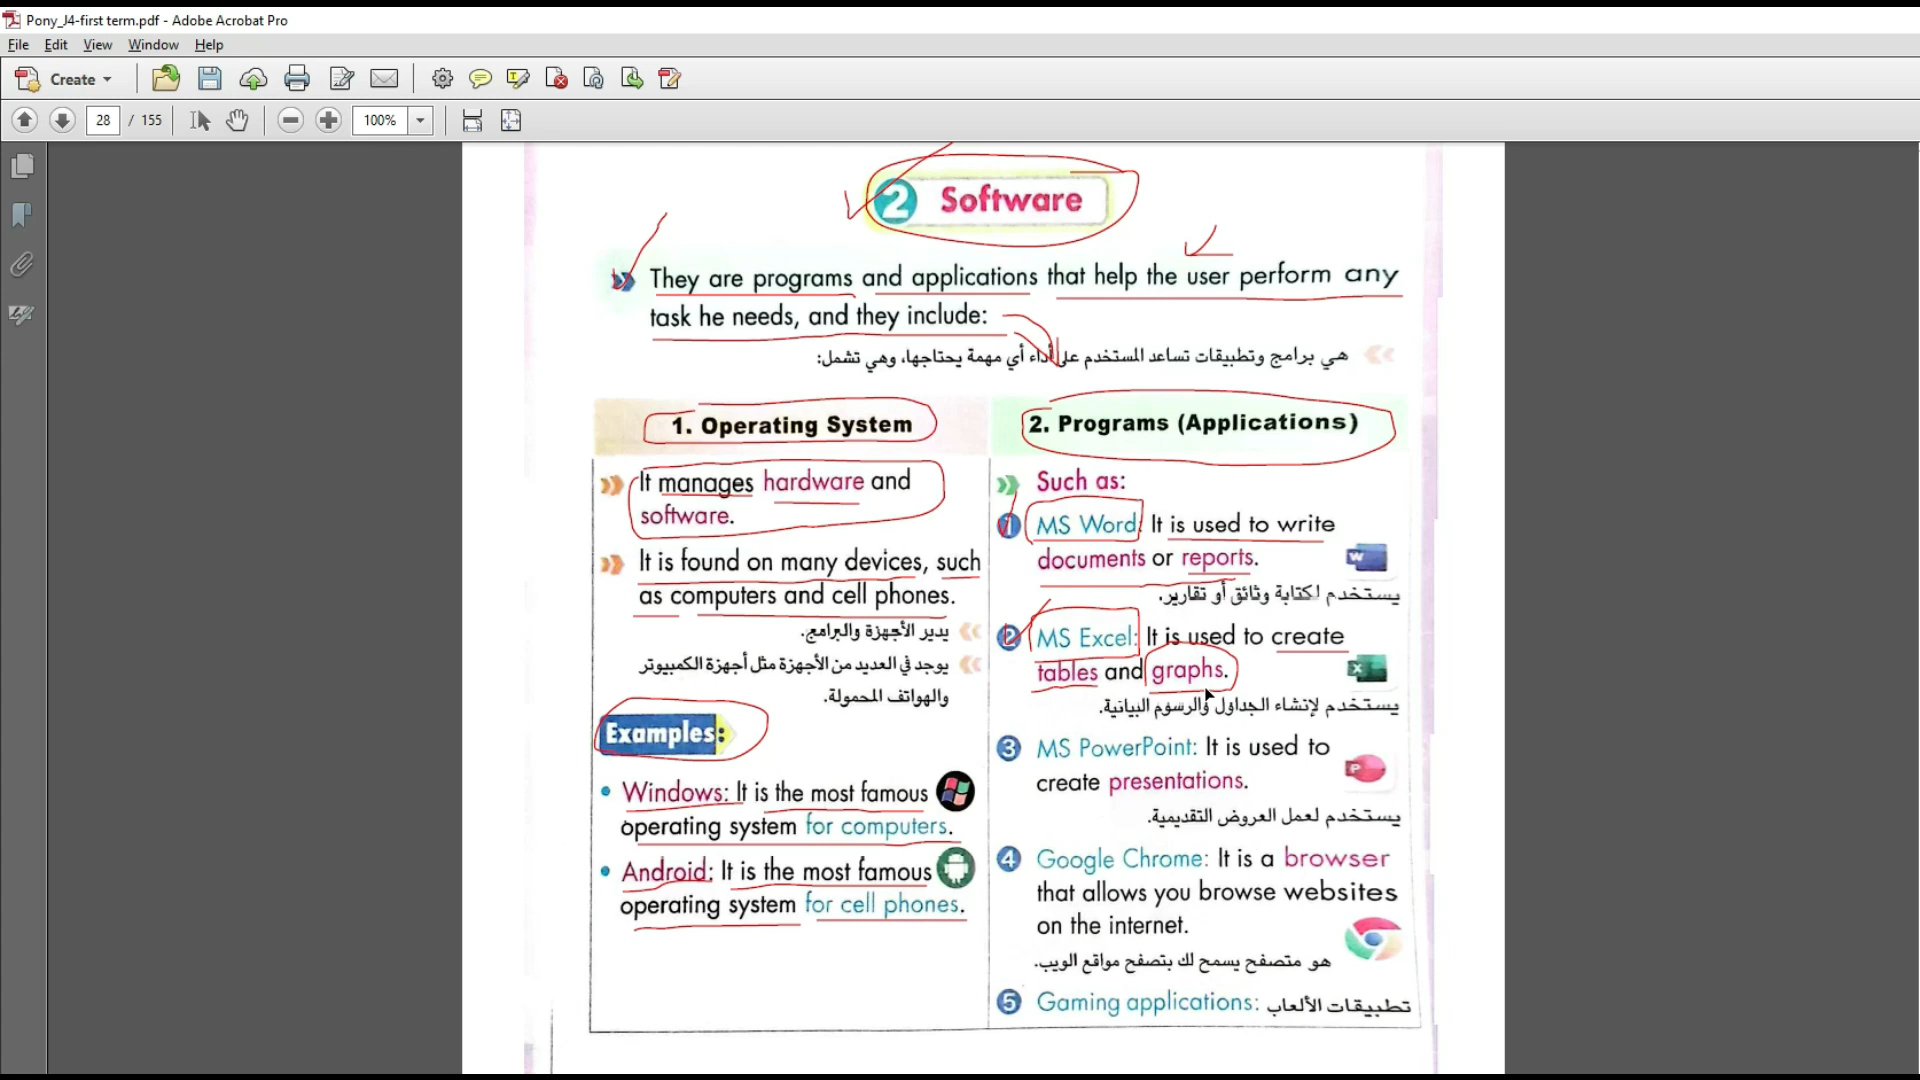 Pony_J4-first term.pdf - Adobe Acrobat Pro
File Edit View Window Help
Create
28 / 155
100%
2 Software
They are programs and applications that help the user perform any
task he needs, and they include:
هي برامج وتطبيقات تساعد المستخدم على أداء أي مهمة يحتاجها، وهي تشمل:
1. Operating System
It manages hardware and
software.
It is found on many devices, such
as computers and cell phones.
يدير الأجهزة والبرامج.
يوجد في العديد من الأجهزة مثل أجهزة الكمبيوتر
والهواتف المحمولة.
Examples:
Windows: It is the most famous
operating system for computers.
Android: It is the most famous
operating system for cell phones.
2. Programs (Applications)
Such as:
1 MS Word: It is used to write
documents or reports.
يستخدم لكتابة وثائق أو تقارير.
2 MS Excel: It is used to create
tables and graphs.
يستخدم لإنشاء الجداول والرسوم البيانية.
3 MS PowerPoint: It is used to
create presentations.
يستخدم لعمل العروض التقديمية.
4 Google Chrome: It is a browser
that allows you browse websites
on the internet.
هو متصفح يسمح لك بتصفح مواقع الويب.
5 Gaming applications: تطبيقات الألعاب